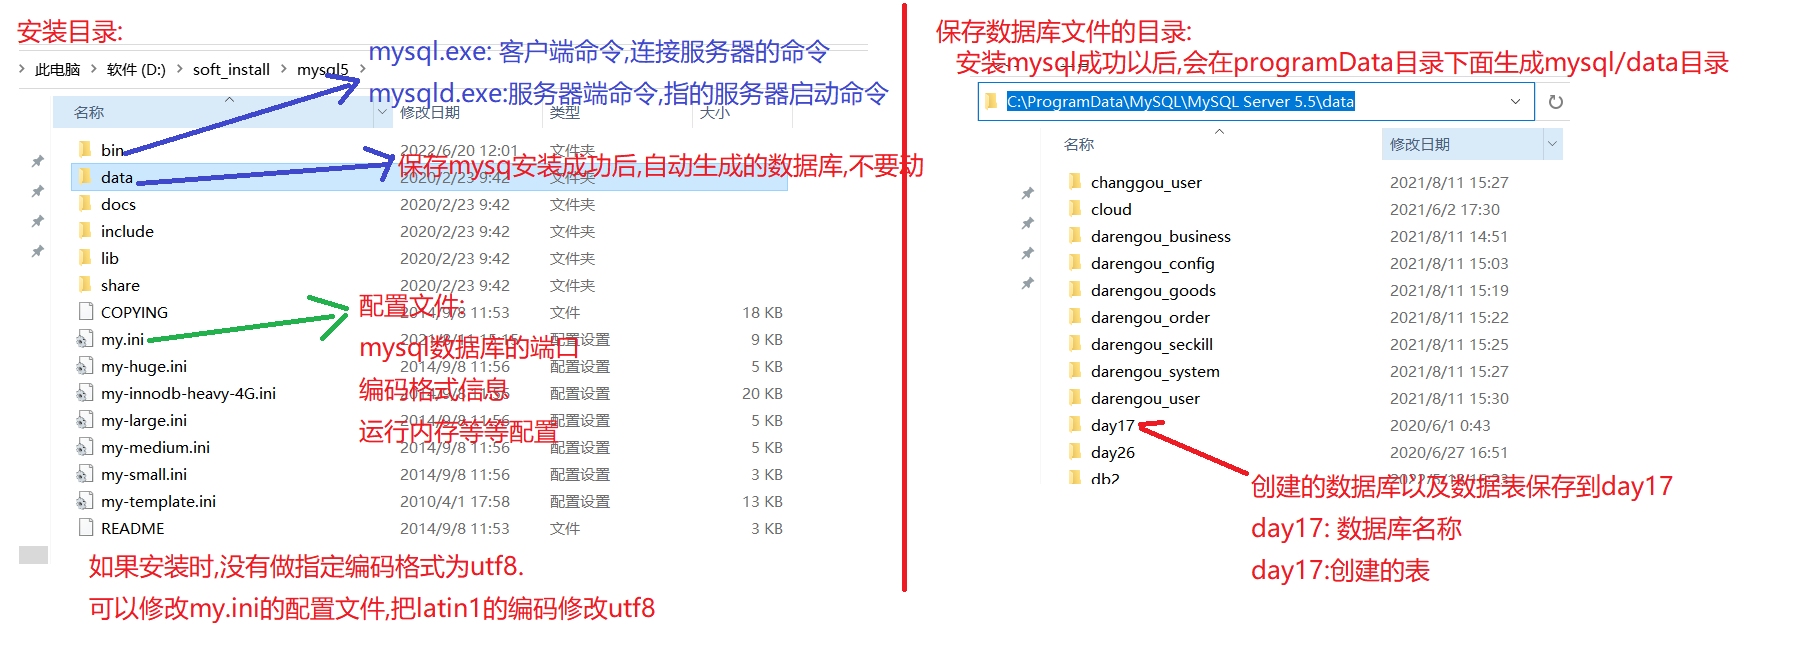 安装目录:
mysql.exe: 客户端命令,连接服务器的命令
此电脑 > 软件 (D:) > soft_install > mysql5 >
mysqld.exe:服务器端命令,指的服务器启动命令
名称 修改日期 类型 大小
bin 2022/6/20 12:01 文件夹
保存mysq安装成功后,自动生成的数据库,不要动
data 2020/2/23 9:42 文件夹
docs 2020/2/23 9:42 文件夹
include 2020/2/23 9:42 文件夹
lib 2020/2/23 9:42 文件夹
share 2020/2/23 9:42 文件夹
配置文件:
COPYING 2014/9/8 11:53 文件 18 KB
my.ini 2021/8/11 15:15 配置设置 9 KB
mysql数据库的端口
my-huge.ini 2014/9/8 11:56 配置设置 5 KB
编码格式信息
my-innodb-heavy-4G.ini 2014/9/8 11:56 配置设置 20 KB
my-large.ini 2014/9/8 11:56 配置设置 5 KB
运行内存等等配置
my-medium.ini 2014/9/8 11:56 配置设置 5 KB
my-small.ini 2014/9/8 11:56 配置设置 3 KB
my-template.ini 2010/4/1 17:58 配置设置 13 KB
README 2014/9/8 11:53 文件 3 KB
如果安装时,没有做指定编码格式为utf8.
可以修改my.ini的配置文件,把latin1的编码修改utf8
保存数据库文件的目录:
安装mysql成功以后,会在programData目录下面生成mysql/data目录
C:\ProgramData\MySQL\MySQL Server 5.5\data
名称 修改日期
changgou_user 2021/8/11 15:27
cloud 2021/6/2 17:30
darengou_business 2021/8/11 14:51
darengou_config 2021/8/11 15:03
darengou_goods 2021/8/11 15:19
darengou_order 2021/8/11 15:22
darengou_seckill 2021/8/11 15:25
darengou_system 2021/8/11 15:27
darengou_user 2021/8/11 15:30
day17 2020/6/1 0:43
day26 2020/6/27 16:51
db2
创建的数据库以及数据表保存到day17
day17: 数据库名称
day17:创建的表